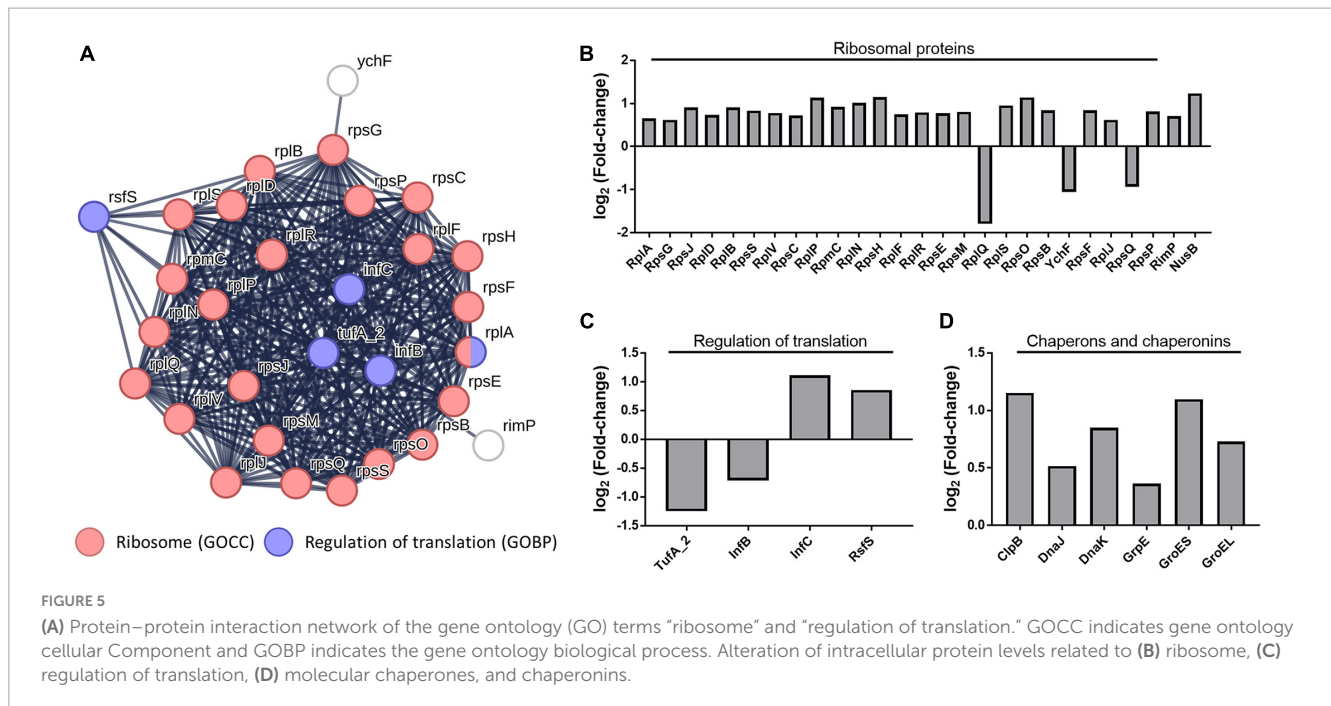 A
ychF
rpsG
rplB
rsfS
rplS
rplD
rpsP
rpsC
rplR
rplF
rpsH
rpmC
rplP
infC
rpsF
rplN
tufA_2
rplA
infB
rplQ
rpsJ
rpsE
rplV
rpsM
rpsB
rimP
rpsO
rplJ
rpsQ
rpsS
Ribosome (GOCC)
Regulation of translation (GOBP)
B
Ribosomal proteins
log2 (Fold-change)
2
1
0
-1
-2
RplA
RpsG
RpsJ
RplD
RplB
RpsS
RplV
RpsC
RplP
RpmC
RplN
RpsH
RplF
RplR
RpsE
RpsM
RplQ
RplS
RpsO
RpsB
YchF
RpsF
RplJ
RpsQ
RpsP
RimP
NusB
C
Regulation of translation
log2 (Fold-change)
1.5
1.0
0.5
0.0
-0.5
-1.0
-1.5
TufA_2
InfB
InfC
RsfS
D
Chaperons and chaperonins
log2 (Fold-change)
1.5
1.0
0.5
0.0
ClpB
DnaJ
DnaK
GrpE
GroES
GroEL
FIGURE 5
(A) Protein–protein interaction network of the gene ontology (GO) terms “ribosome” and “regulation of translation.” GOCC indicates gene ontology
cellular Component and GOBP indicates the gene ontology biological process. Alteration of intracellular protein levels related to (B) ribosome, (C)
regulation of translation, (D) molecular chaperones, and chaperonins.